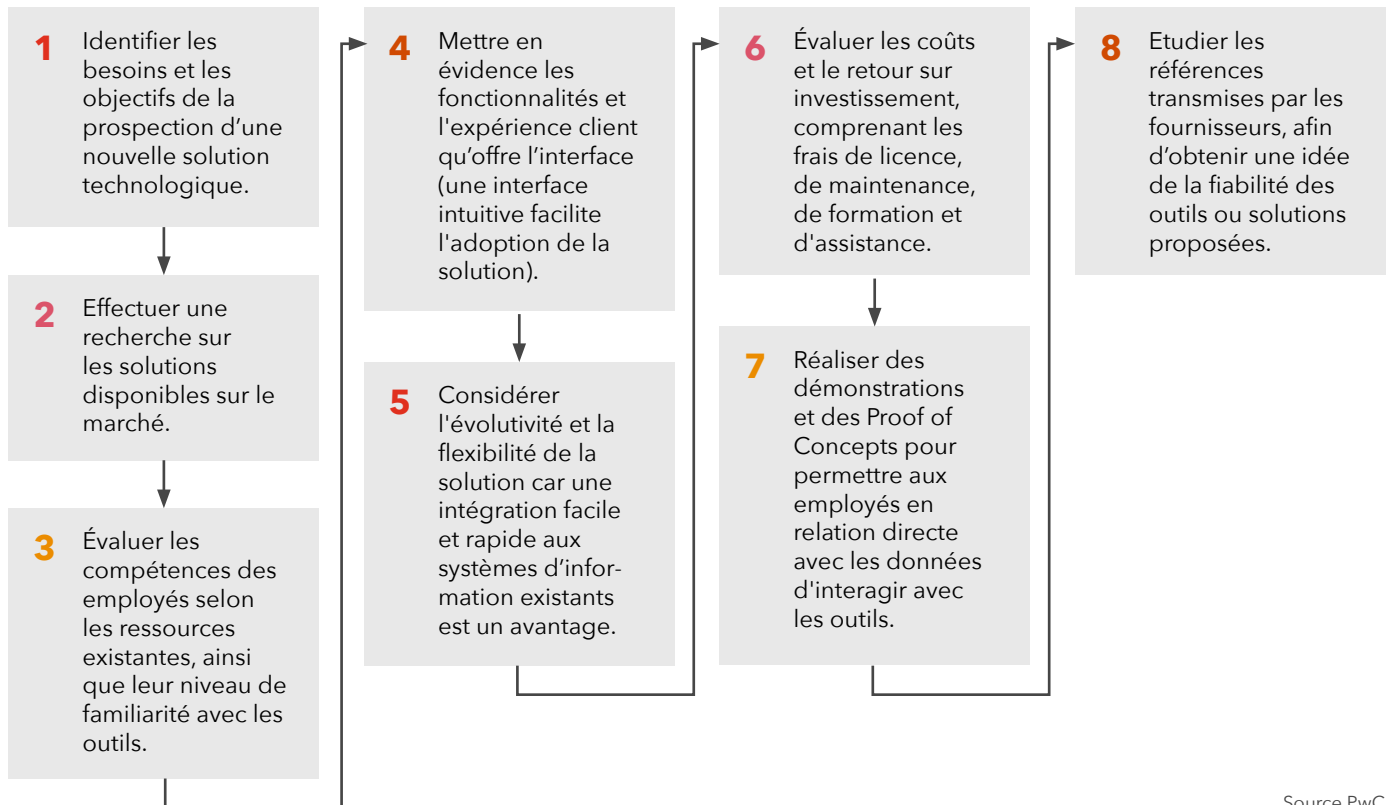 1
Identifier les
besoins et les
objectifs de la
prospection d’une
nouvelle solution
technologique.
2
Effectuer une
recherche sur
les solutions
disponibles sur le
marché.
3
Évaluer les
compétences des
employés selon
les ressources
existantes, ainsi
que leur niveau de
familiarité avec les
outils.
4
Mettre en
évidence les
fonctionnalités et
l'expérience client
qu’offre l’interface
(une interface
intuitive facilite
l'adoption de la
solution).
5
Considérer
l'évolutivité et la
flexibilité de la
solution car une
intégration facile
et rapide aux
systèmes d’infor-
mation existants
est un avantage.
6
Évaluer les coûts
et le retour sur
investissement,
comprenant les
frais de licence,
de maintenance,
de formation et
d'assistance.
7
Réaliser des
démonstrations
et des Proof of
Concepts pour
permettre aux
employés en
relation directe
avec les données
d'interagir avec
les outils.
8
Etudier les
références
transmises par les
fournisseurs, afin
d’obtenir une idée
de la fiabilité des
outils ou solutions
proposées.
Source PwC